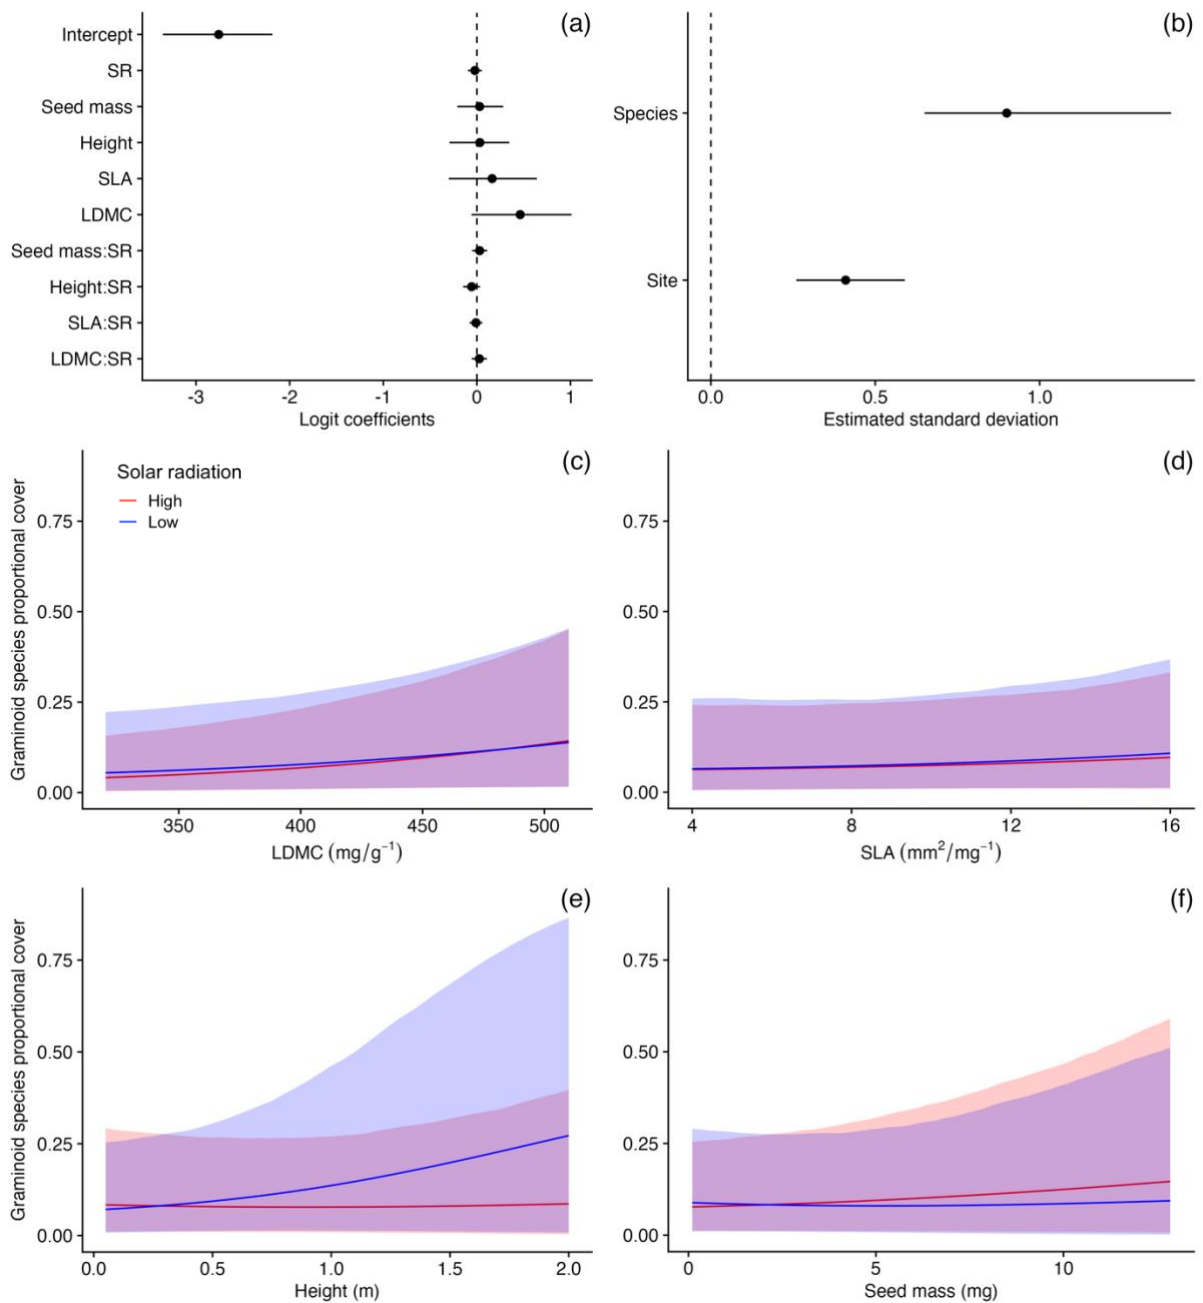 (a)
Intercept
SR
Seed mass
Height
SLA
LDMC
Seed mass:SR
Height:SR
SLA:SR
LDMC:SR
-3 -2 -1 0 1
Logit coefficients
(b)
Species
Site
0.0 0.5 1.0
Estimated standard deviation
(c)
Solar radiation
High
Low
Graminoid species proportional cover
0.75
0.50
0.25
0.00
350 400 450 500
LDMC (mg/g⁻¹)
(d)
0.75
0.50
0.25
0.00
4 8 12 16
SLA (mm²/mg⁻¹)
(e)
Graminoid species proportional cover
0.75
0.50
0.25
0.00
0.0 0.5 1.0 1.5 2.0
Height (m)
(f)
0.75
0.50
0.25
0.00
0 5 10
Seed mass (mg)